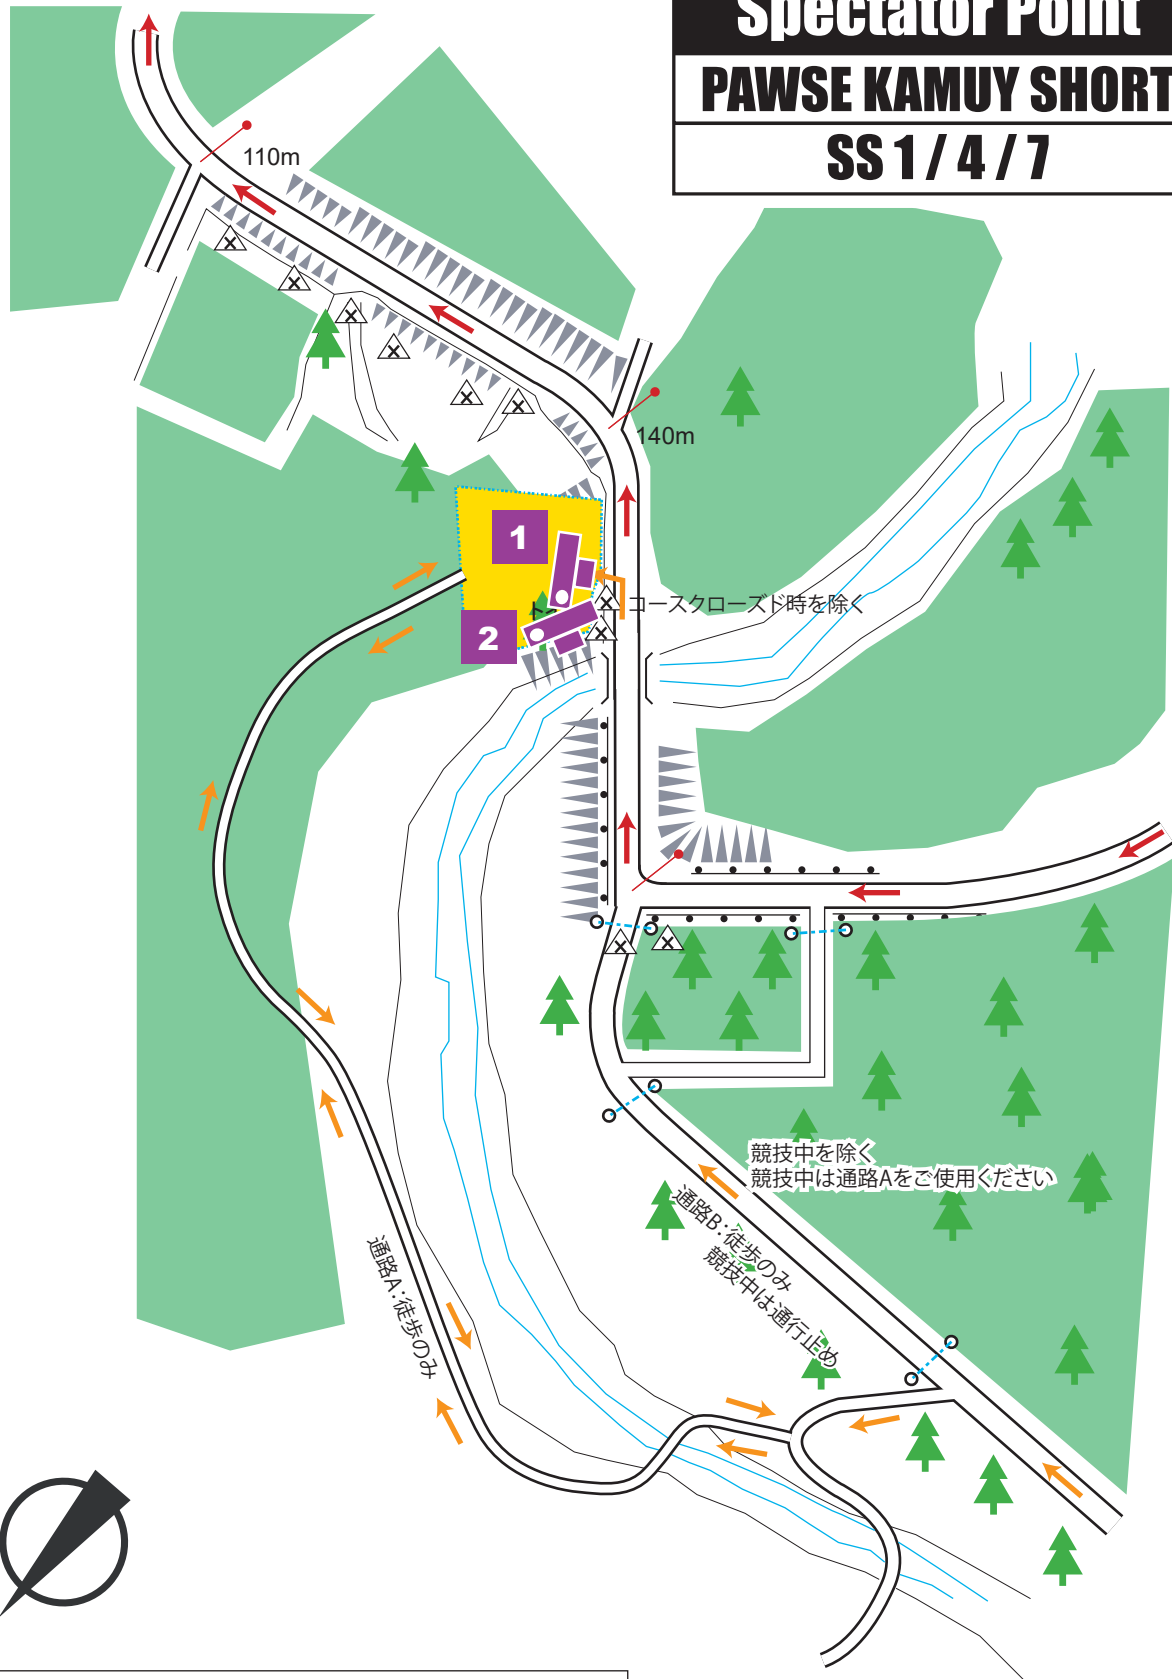 Spectator Point
PAWSE KAMUY SHORT
SS 1 / 4 / 7
110m
140m
1
コースクローズド時を除く
2
競技中を除く
競技中は通路Aをご使用ください
通路B：徒歩のみ
競技中は通行止め
通路A：徒歩のみ